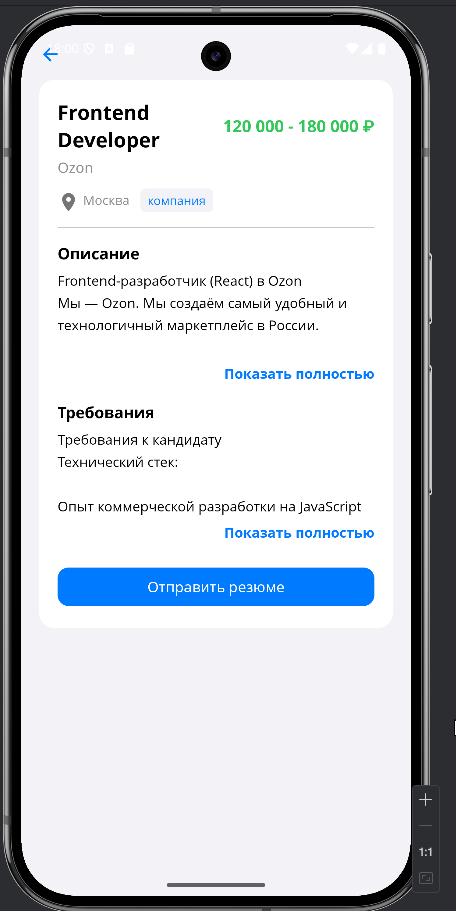 Frontend
Developer
120 000 - 180 000 ₽
Ozon
Москва
компания
Описание
Frontend-разработчик (React) в Ozon
Мы — Ozon. Мы создаём самый удобный и
технологичный маркетплейс в России.
Показать полностью
Требования
Требования к кандидату
Технический стек:
Опыт коммерческой разработки на JavaScript
Показать полностью
Отправить резюме
1:1